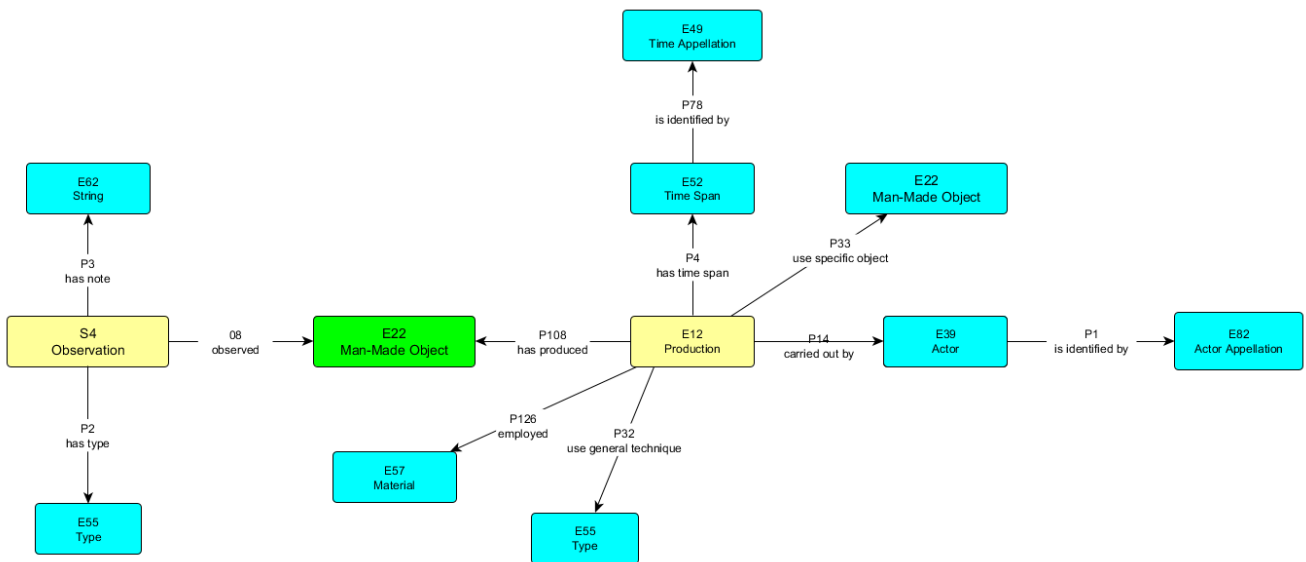 E49
Time Appellation
P78
is identified by
E62
String
E52
Time Span
E22
Man-Made Object
P3
has note
P4
has time span
P33
use specific object
S4
Observation
08
observed
E22
Man-Made Object
P108
has produced
E12
Production
P14
carried out by
E39
Actor
P1
is identified by
E82
Actor Appellation
P2
has type
P126
employed
P32
use general technique
E57
Material
E55
Type
E55
Type